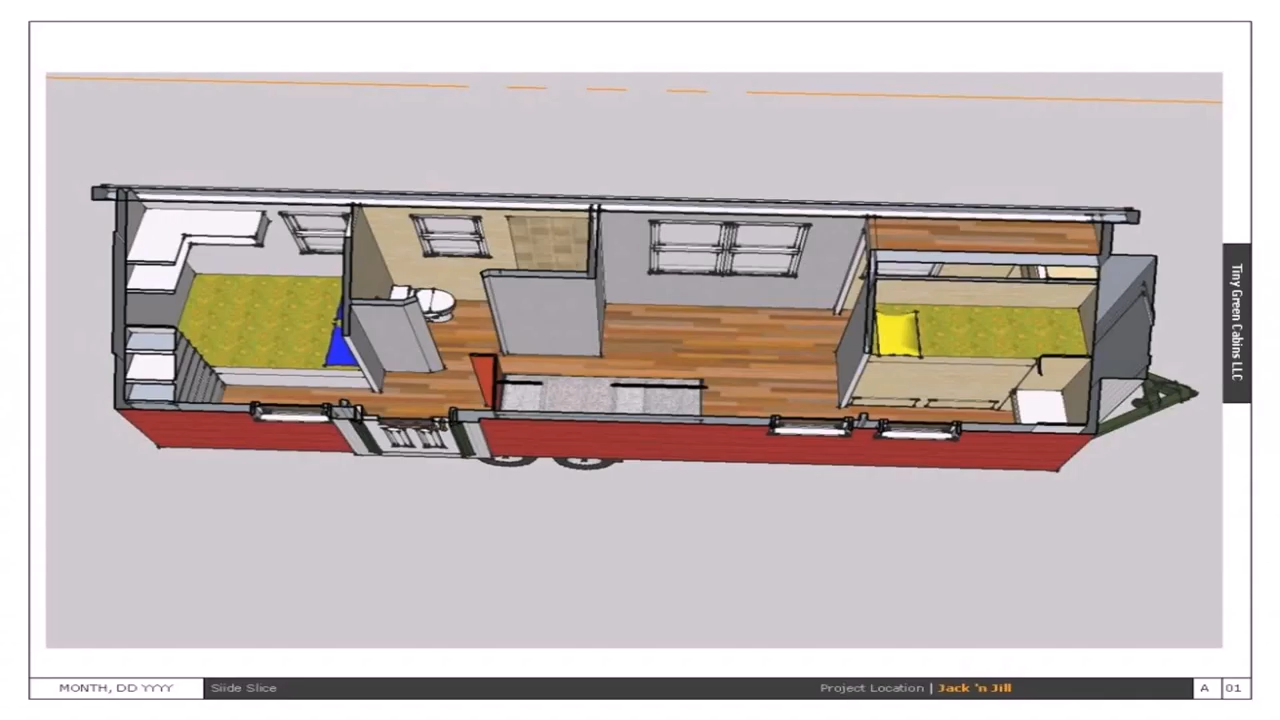 Tiny Green Cabins LLC
MONTH, DD YYYY
Siide Slice
Project Location | Jack 'n Jill
A 01